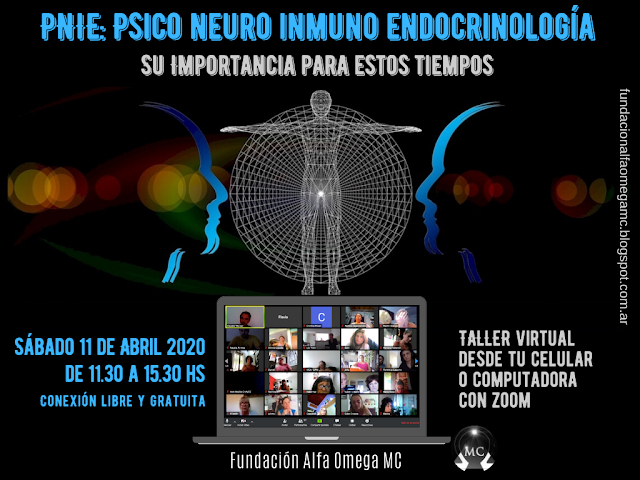 PNIE: PSICO NEURO INMUNO ENDOCRINOLOGÍA
SU IMPORTANCIA PARA ESTOS TIEMPOS
fundacionalfaomegamc.blogspot.com.ar
C
SÁBADO 11 DE ABRIL 2020
DE 11.30 A 15.30 HS
CONEXIÓN LIBRE Y GRATUITA
TALLER VIRTUAL
DESDE TU CELULAR
O COMPUTADORA
CON ZOOM
Fundación Alfa Omega MC
MC